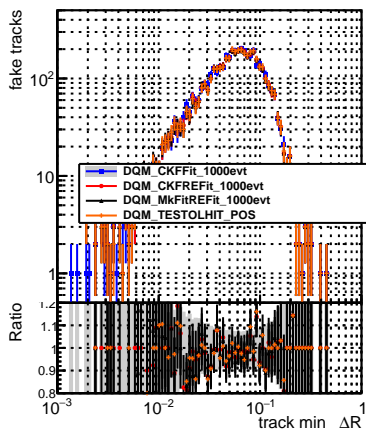 fake tracks
10²
10
1
DQM_CKFFit_1000evt
DQM_CKFREFit_1000evt
DQM_MkFitREFit_1000evt
DQM_TESTOLHIT_POS
Ratio
1.2
1.1
1
0.9
0.8
10⁻³ 10⁻² 10⁻¹ 1
track min ΔR